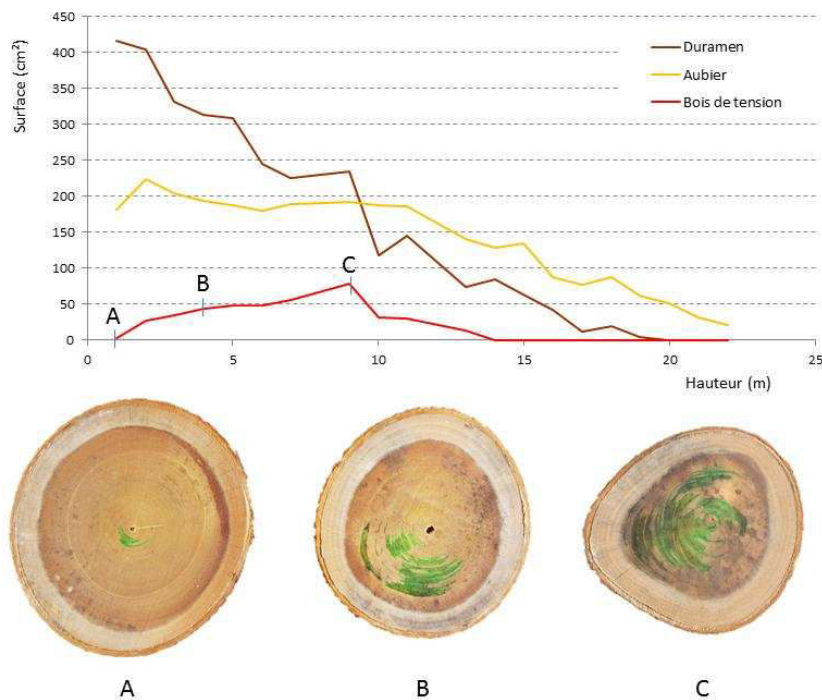 Surface (cm²)
450
400
350
300
250
200
150
100
50
0
Duramen
Aubier
Bois de tension
A
B
C
0
5
10
15
20
25
Hauteur (m)
A
B
C